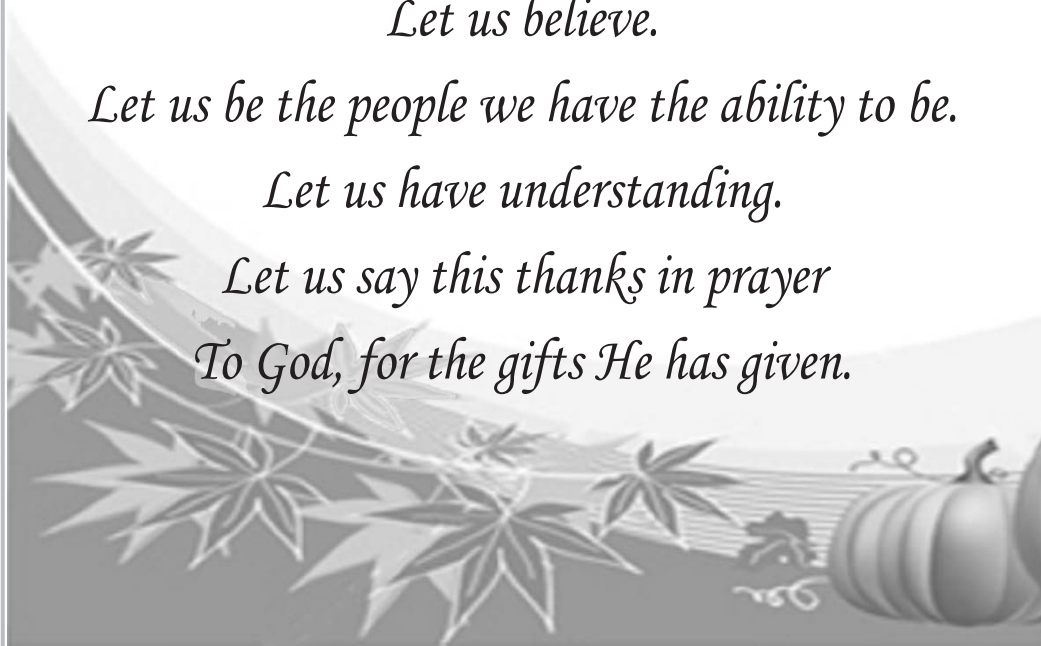 Let us believe.
Let us be the people we have the ability to be.
Let us have understanding.
Let us say this thanks in prayer
To God, for the gifts He has given.